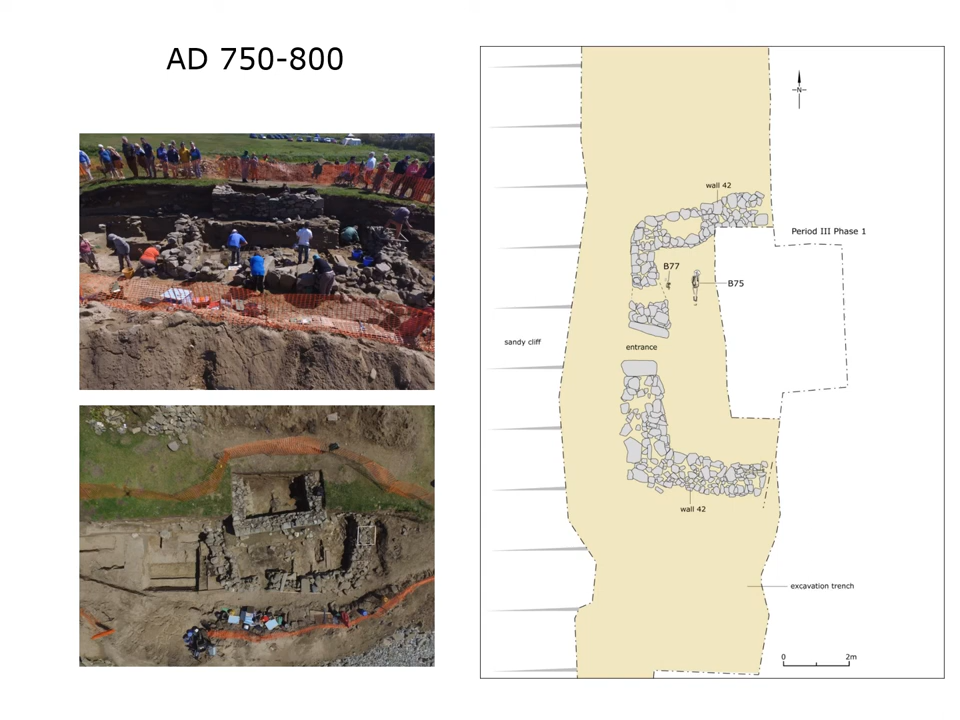 AD 750-800
N
wall 42
Period III Phase 1
B77
B75
sandy cliff
entrance
wall 42
excavation trench
0 2m